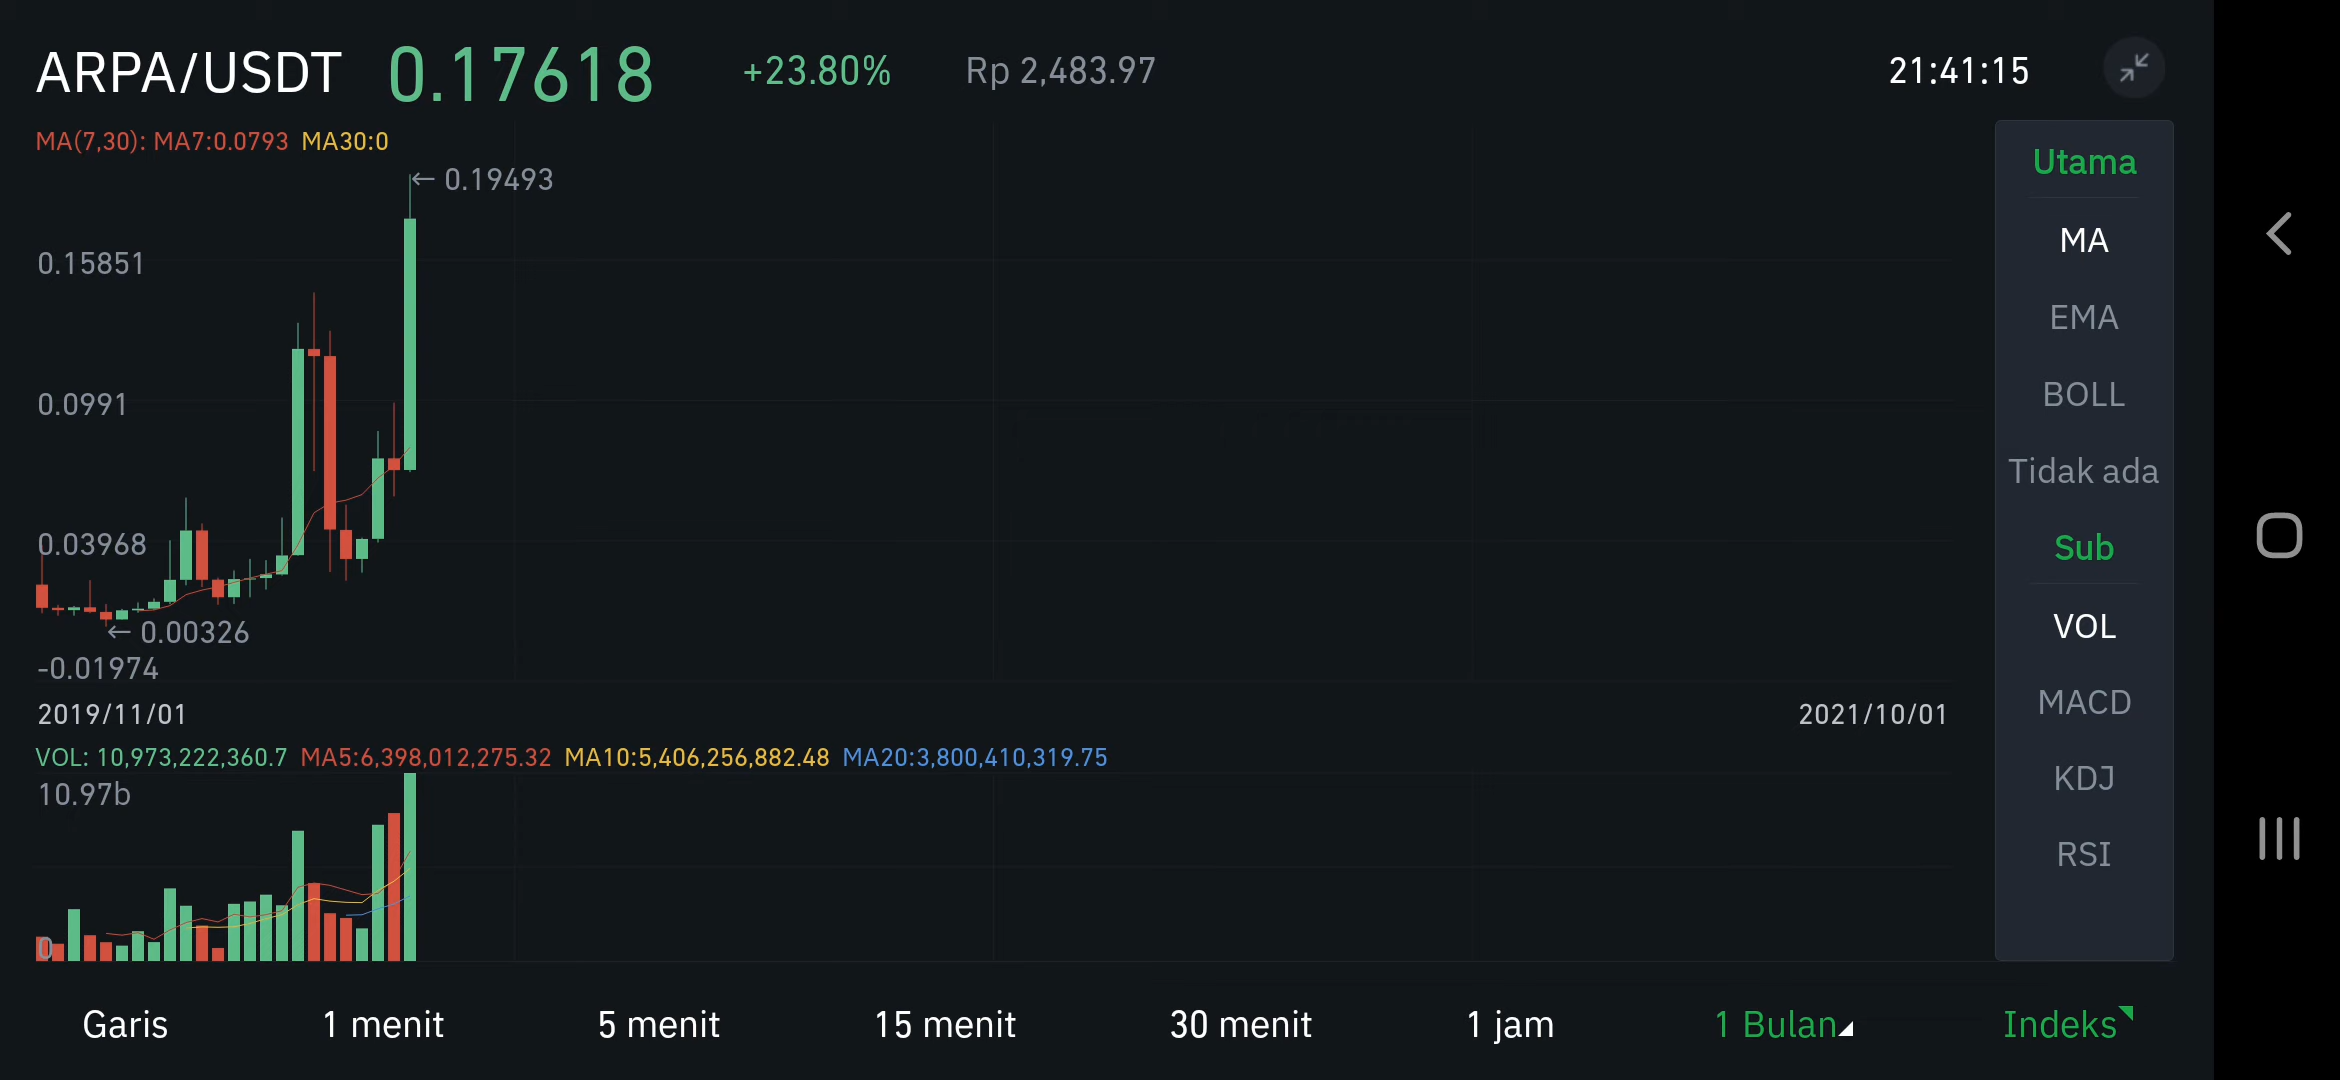 ARPA/USDT 0.17618 +23.80% Rp 2,483.97 21:41:15
MA(7,30): MA7:0.0793 MA30:0
← 0.19493
0.15851
0.0991
0.03968
← 0.00326
-0.01974
2019/11/01 2021/10/01
VOL: 10,973,222,360.7 MA5:6,398,012,275.32 MA10:5,406,256,882.48 MA20:3,800,410,319.75
10.97b
0
Utama
MA
EMA
BOLL
Tidak ada
Sub
VOL
MACD
KDJ
RSI
Garis 1 menit 5 menit 15 menit 30 menit 1 jam 1 Bulan Indeks